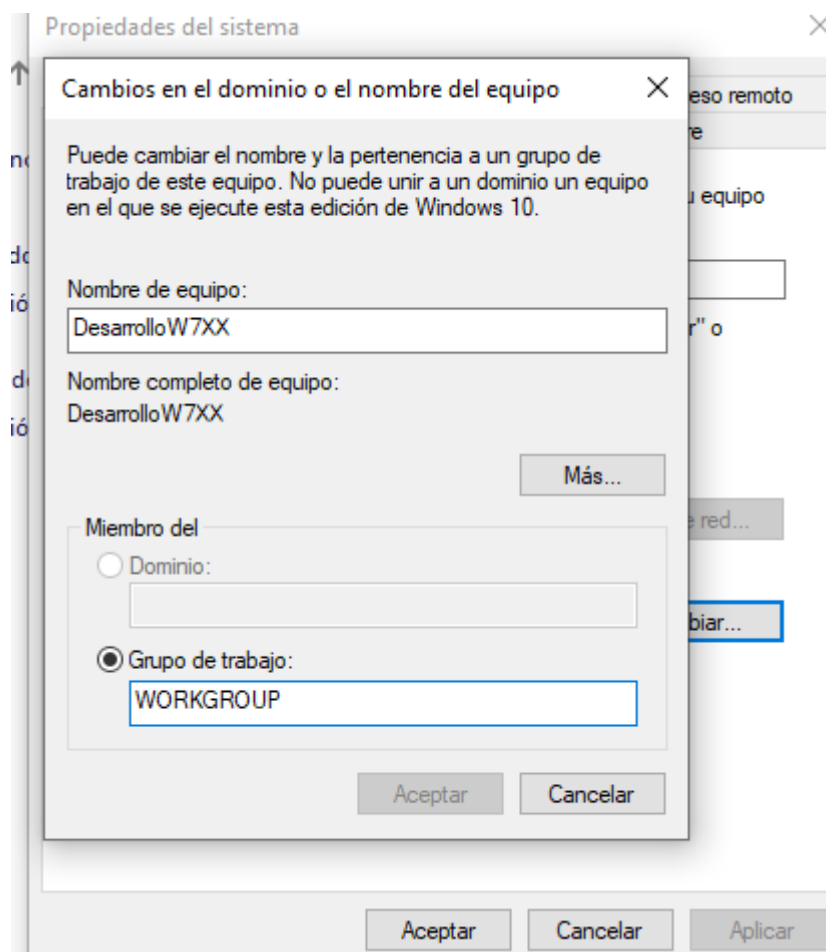 Propiedades del sistema
Cambios en el dominio o el nombre del equipo
eso remoto
re
Puede cambiar el nombre y la pertenencia a un grupo de
trabajo de este equipo. No puede unir a un dominio un equipo
en el que se ejecute esta edición de Windows 10.
u equipo
Nombre de equipo:
DesarrolloW7XX
r" o
Nombre completo de equipo:
DesarrolloW7XX
Más...
e red...
Miembro del
Dominio:
biar...
Grupo de trabajo:
WORKGROUP
Aceptar
Cancelar
Aceptar
Cancelar
Aplicar